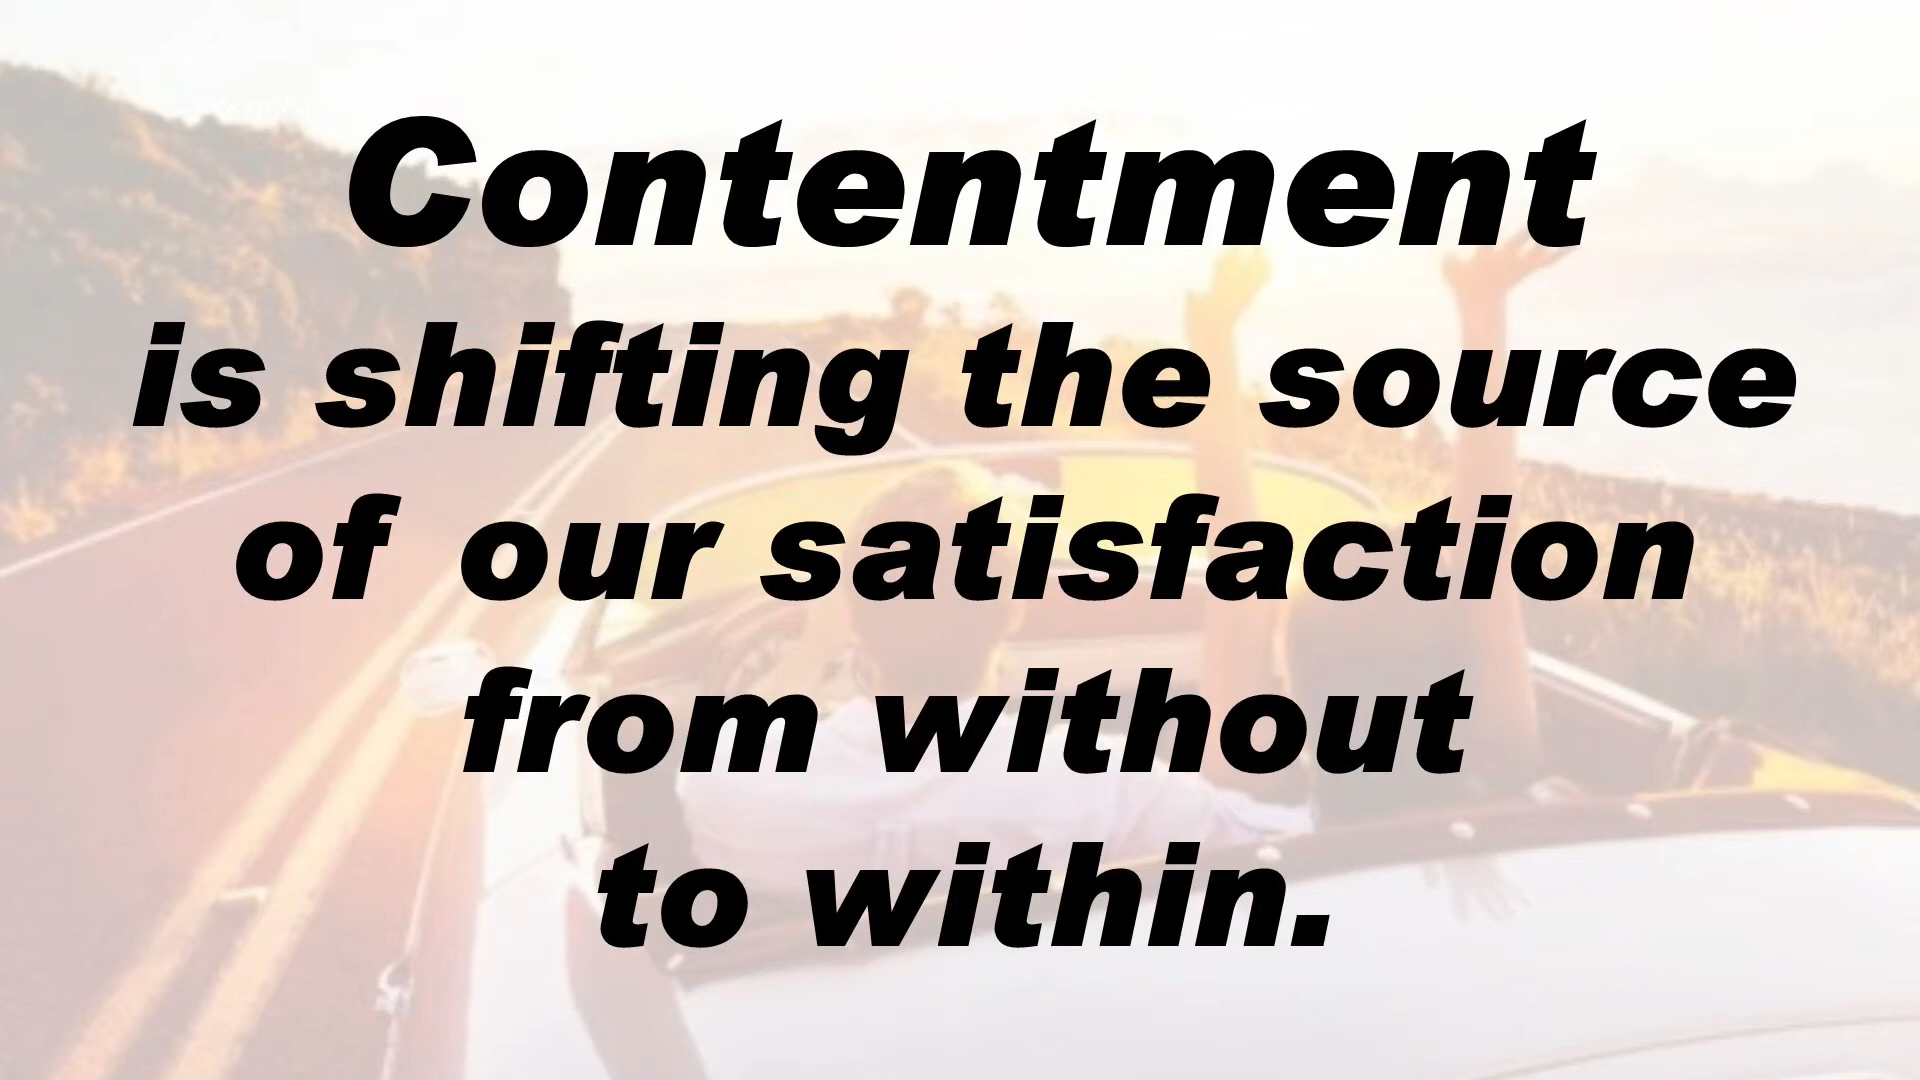 Contentment
is shifting the source
of our satisfaction
from without
to within.